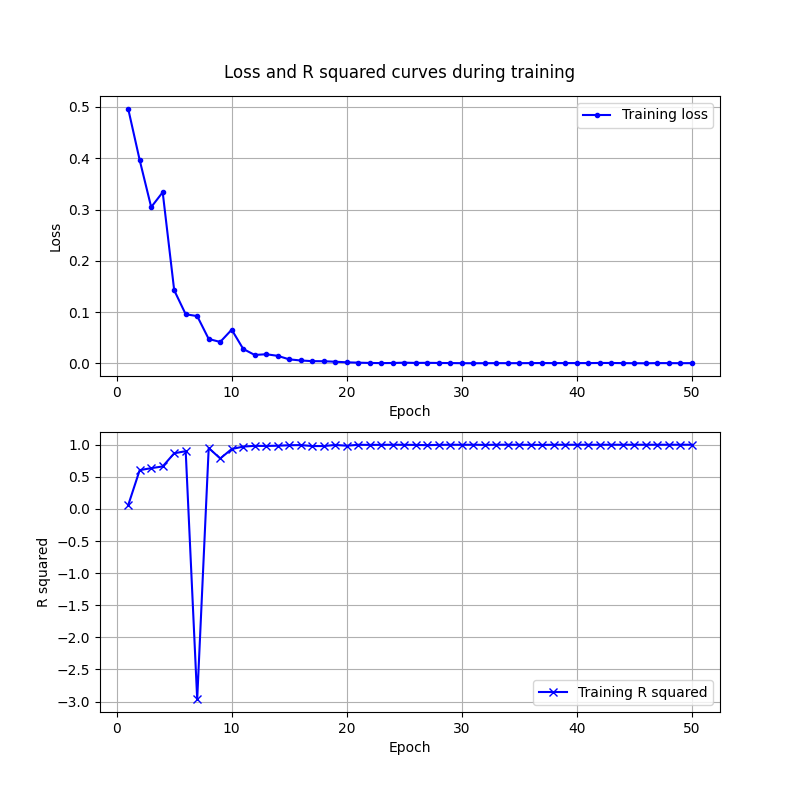 Loss and R squared curves during training
Training loss
0.5
0.4
0.3
0.2
0.1
0.0
Loss
0 10 20 30 40 50
Epoch
1.0
0.5
0.0
−0.5
−1.0
−1.5
−2.0
−2.5
−3.0
R squared
Training R squared
0 10 20 30 40 50
Epoch